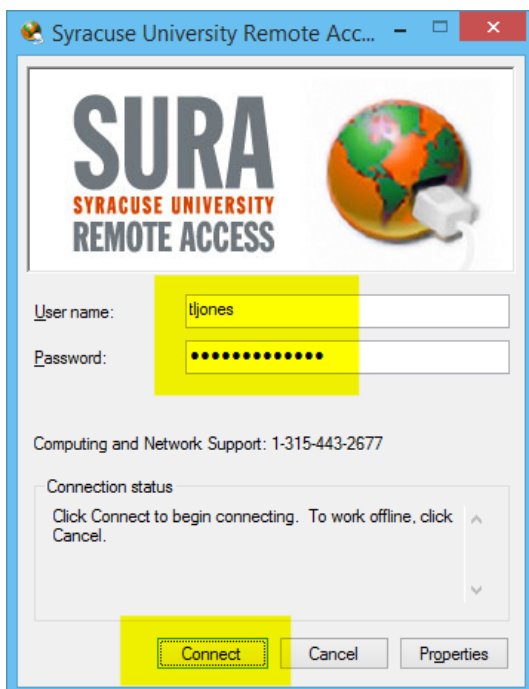 Syracuse University Remote Acc...
SURA
SYRACUSE UNIVERSITY
REMOTE ACCESS
User name:
tljones
Password:
●●●●●●●●●●●●●
Computing and Network Support: 1-315-443-2677
Connection status
Click Connect to begin connecting. To work offline, click
Cancel.
Connect
Cancel
Properties